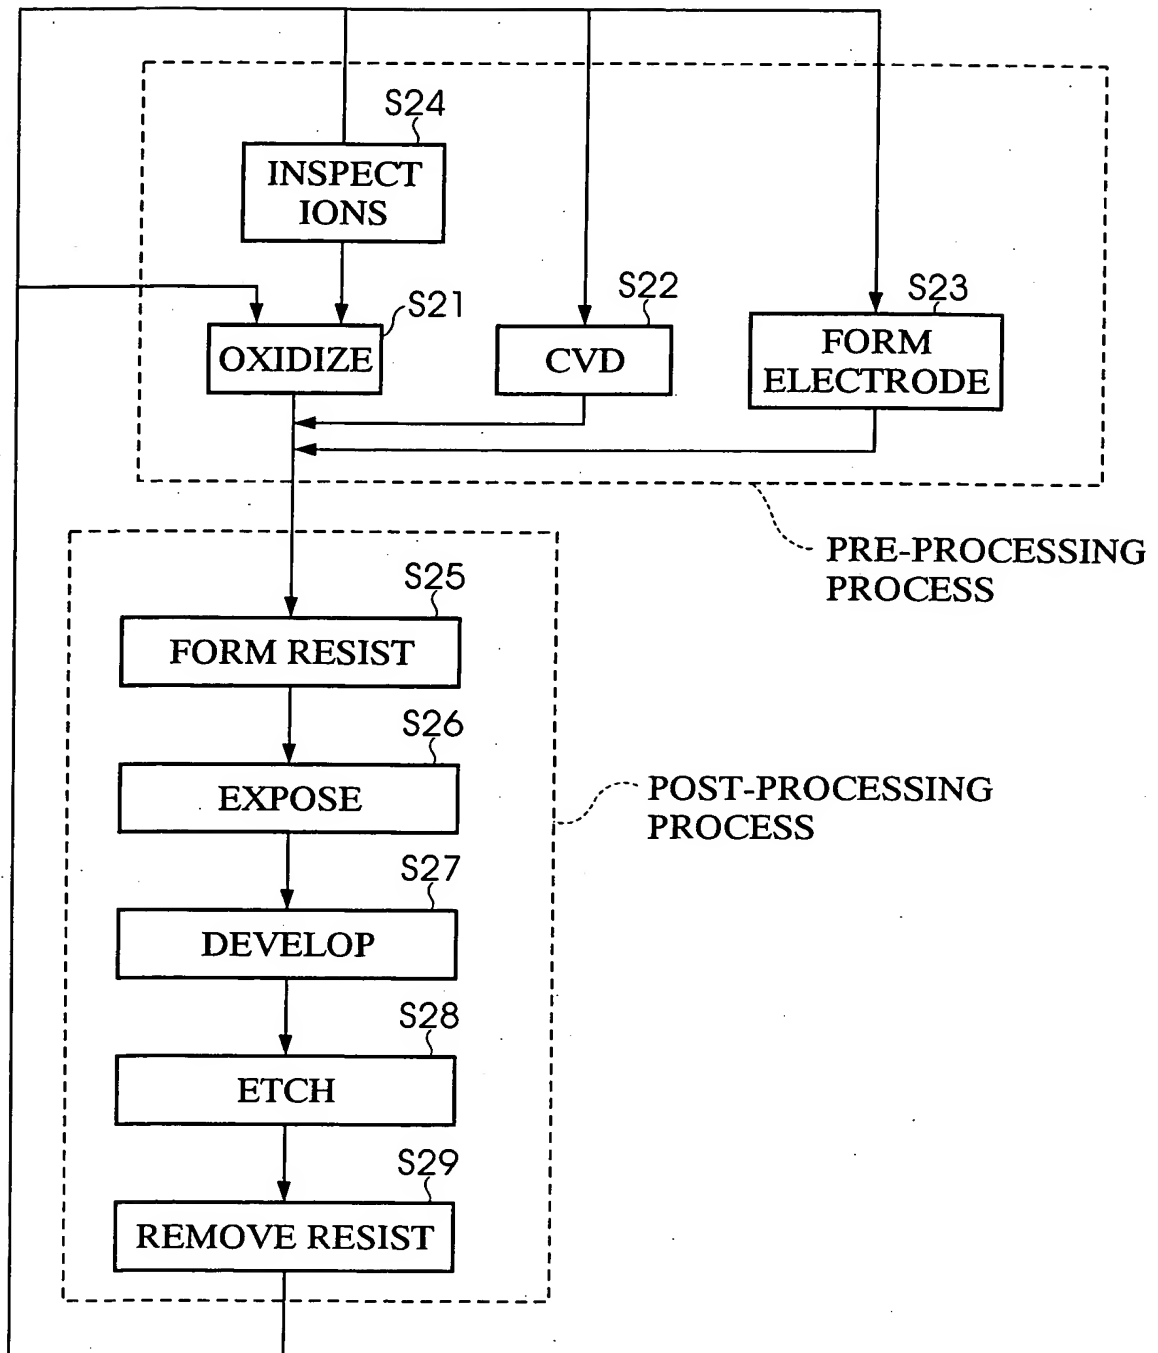 S24
INSPECT
IONS
S21
OXIDIZE
S22
CVD
S23
FORM
ELECTRODE
PRE-PROCESSING
PROCESS
S25
FORM RESIST
S26
EXPOSE
POST-PROCESSING
PROCESS
S27
DEVELOP
S28
ETCH
S29
REMOVE RESIST